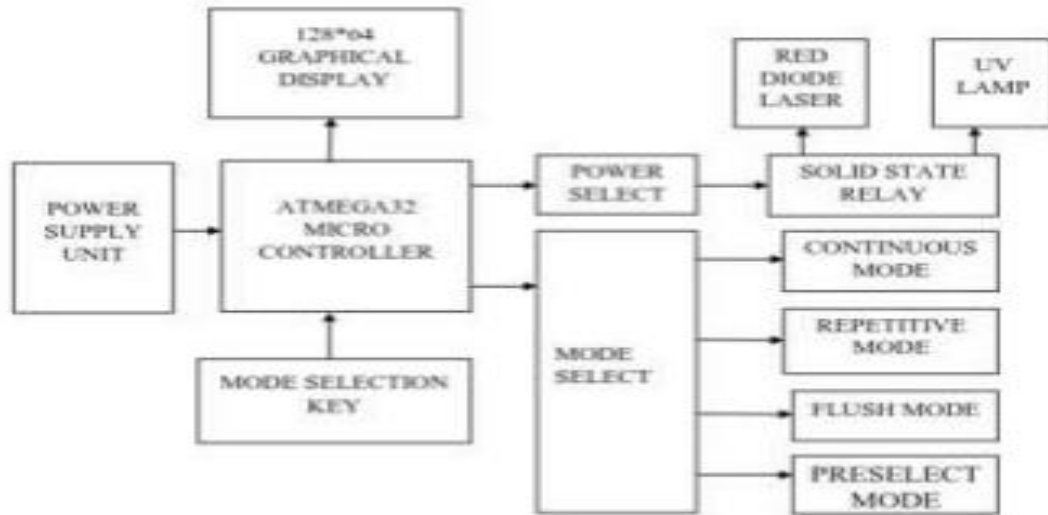 128*64
GRAPHICAL
DISPLAY
RED
DIODE
LASER
UV
LAMP
POWER
SUPPLY
UNIT
ATMEGA32
MICRO
CONTROLLER
POWER
SELECT
SOLID STATE
RELAY
MODE SELECTION
KEY
MODE
SELECT
CONTINUOUS
MODE
REPETITIVE
MODE
FLUSH MODE
PRESELECT
MODE